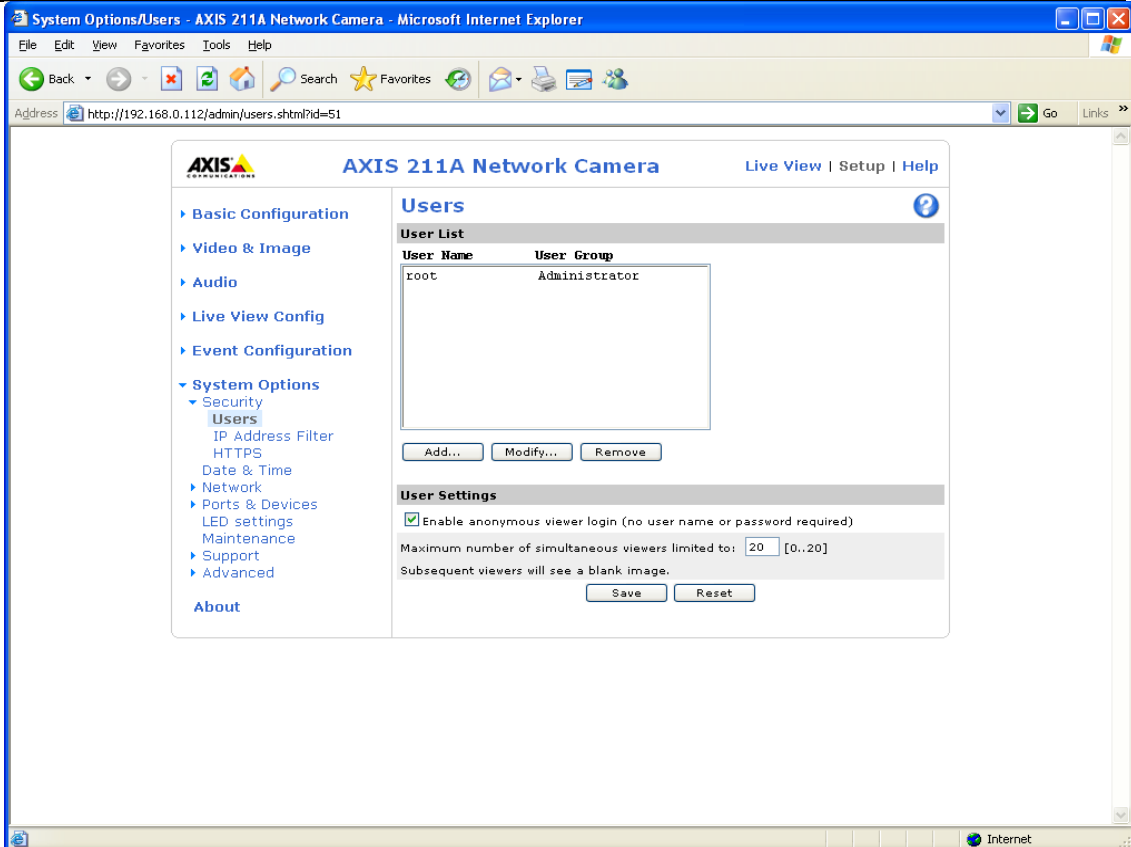 System Options/Users - AXIS 211A Network Camera - Microsoft Internet Explorer
File Edit View Favorites Tools Help
Back Search Favorites
Address http://192.168.0.112/admin/users.shtml?id=51 Go Links »
AXIS
COMMUNICATIONS
AXIS 211A Network Camera
Live View | Setup | Help
Basic Configuration
Video & Image
Audio
Live View Config
Event Configuration
System Options
Security
Users
IP Address Filter
HTTPS
Date & Time
Network
Ports & Devices
LED settings
Maintenance
Support
Advanced
About
Users
?
User List
User Name User Group
root Administrator
Add... Modify... Remove
User Settings
Enable anonymous viewer login (no user name or password required)
Maximum number of simultaneous viewers limited to: 20 [0..20]
Subsequent viewers will see a blank image.
Save Reset
Internet